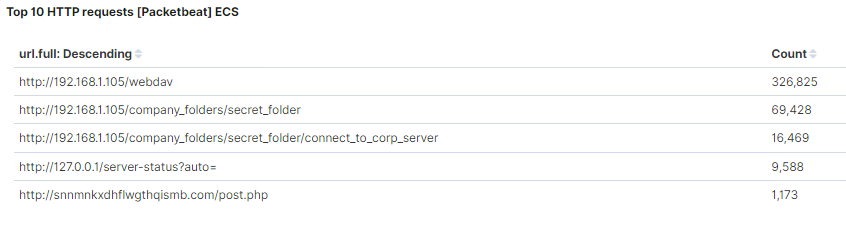 Top 10 HTTP requests [Packetbeat] ECS
url.full: Descending Count
http://192.168.1.105/webdav 326,825
http://192.168.1.105/company_folders/secret_folder 69,428
http://192.168.1.105/company_folders/secret_folder/connect_to_corp_server 16,469
http://127.0.0.1/server-status?auto= 9,588
http://snnmnkxdhflwgthqismb.com/post.php 1,173